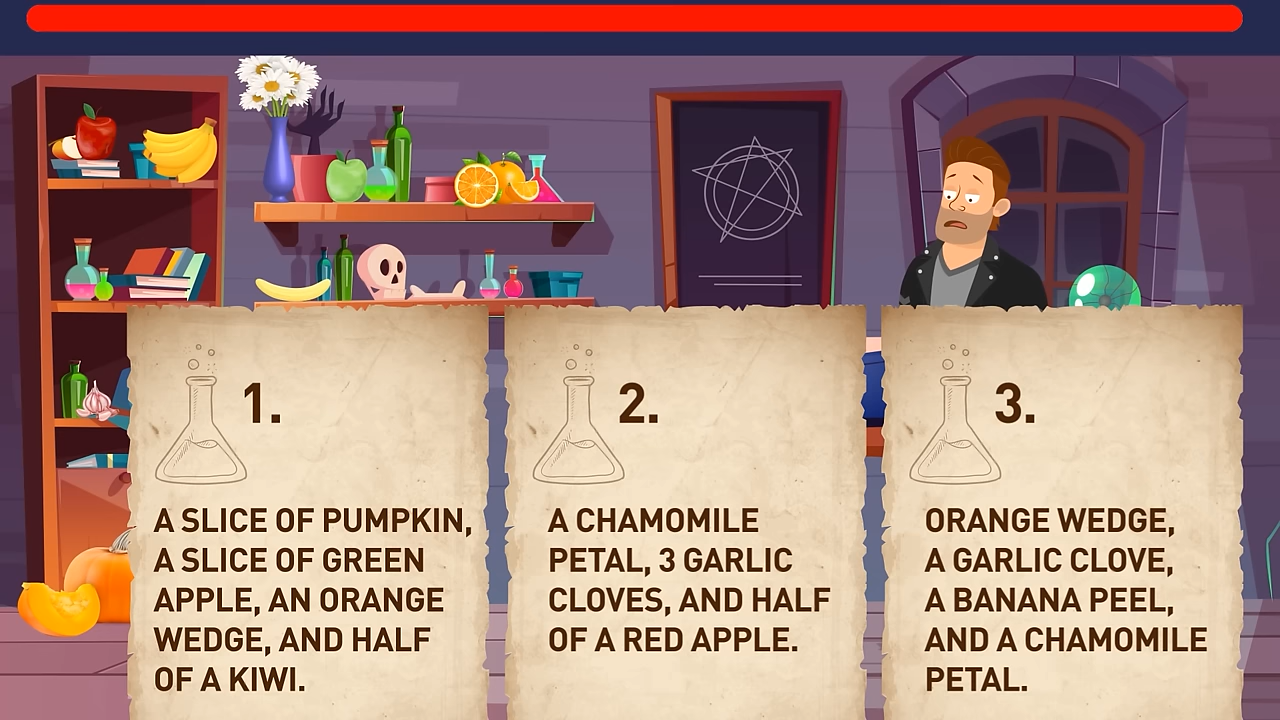 1.
A SLICE OF PUMPKIN,
A SLICE OF GREEN
APPLE, AN ORANGE
WEDGE, AND HALF
OF A KIWI.
2.
A CHAMOMILE
PETAL, 3 GARLIC
CLOVES, AND HALF
OF A RED APPLE.
3.
ORANGE WEDGE,
A GARLIC CLOVE,
A BANANA PEEL,
AND A CHAMOMILE
PETAL.